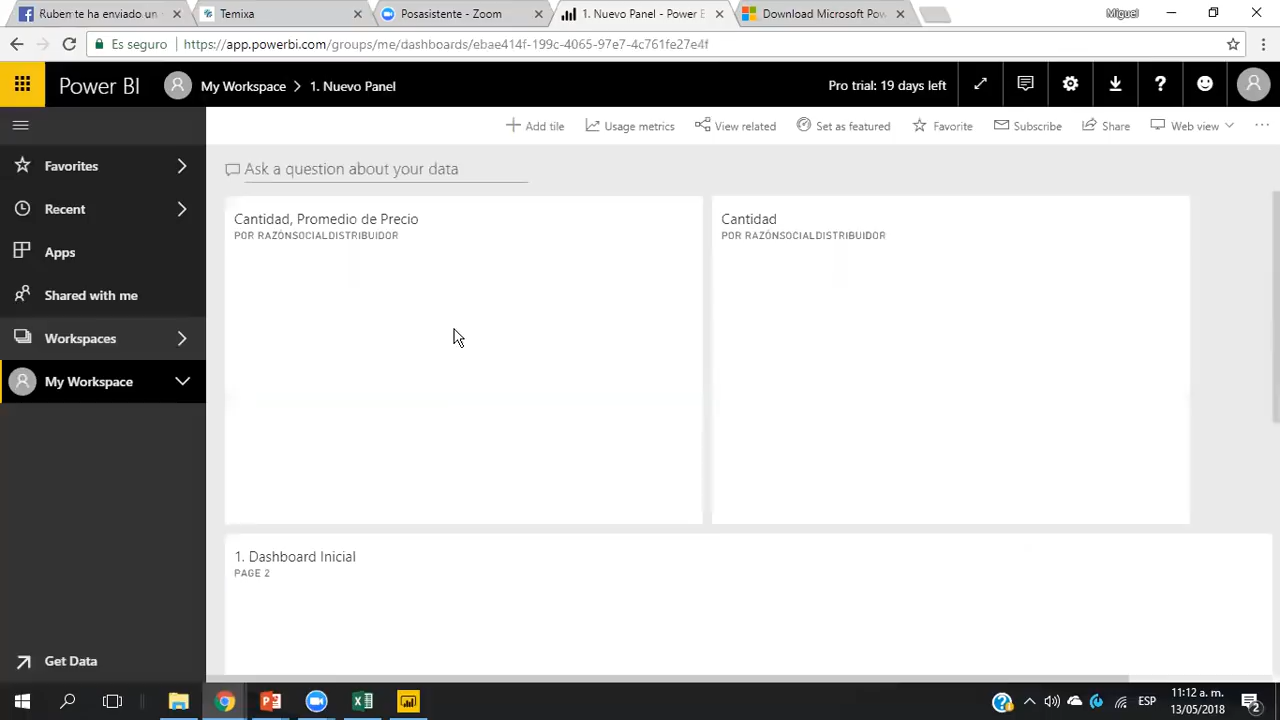 Ruben te ha enviado un
Temixa
Posasistente - Zoom
1. Nuevo Panel - Power B
Download Microsoft Pow
Miguel
Es seguro
https://app.powerbi.com/groups/me/dashboards/ebae414f-199c-4065-97e7-4c761fe27e4f
Power BI
My Workspace > 1. Nuevo Panel
Pro trial: 19 days left
Add tile
Usage metrics
View related
Set as featured
Favorite
Subscribe
Share
Web view
Favorites
Recent
Apps
Shared with me
Workspaces
My Workspace
Get Data
Ask a question about your data
Cantidad, Promedio de Precio
POR RAZÓNSOCIALDISTRIBUIDOR
Cantidad
POR RAZÓNSOCIALDISTRIBUIDOR
1. Dashboard Inicial
PAGE 2
ESP
11:12 a. m.
13/05/2018
2